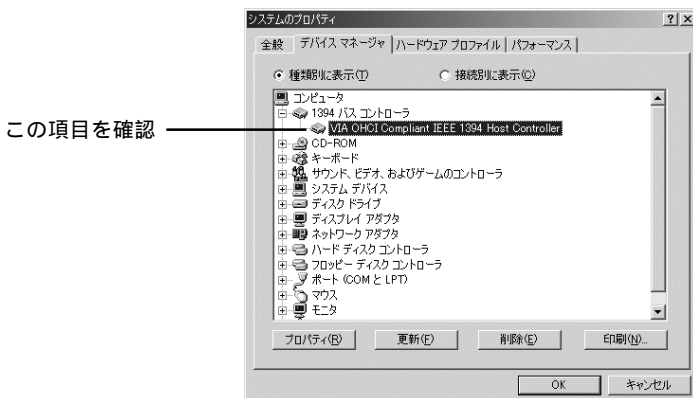 システムのプロパティ
全般 デバイス マネージャ ハードウェア プロファイル パフォーマンス
種類別に表示(T) 接続別に表示(C)
コンピュータ
1394 バス コントローラ
この項目を確認
VIA OHCI Compliant IEEE 1394 Host Controller
CD-ROM
キーボード
サウンド、ビデオ、およびゲームのコントローラ
システム デバイス
ディスク ドライブ
ディスプレイ アダプタ
ネットワーク アダプタ
ハード ディスク コントローラ
フロッピー ディスク コントローラ
ポート (COM と LPT)
マウス
モニタ
プロパティ(R) 更新(F) 削除(E) 印刷(N)...
OK キャンセル